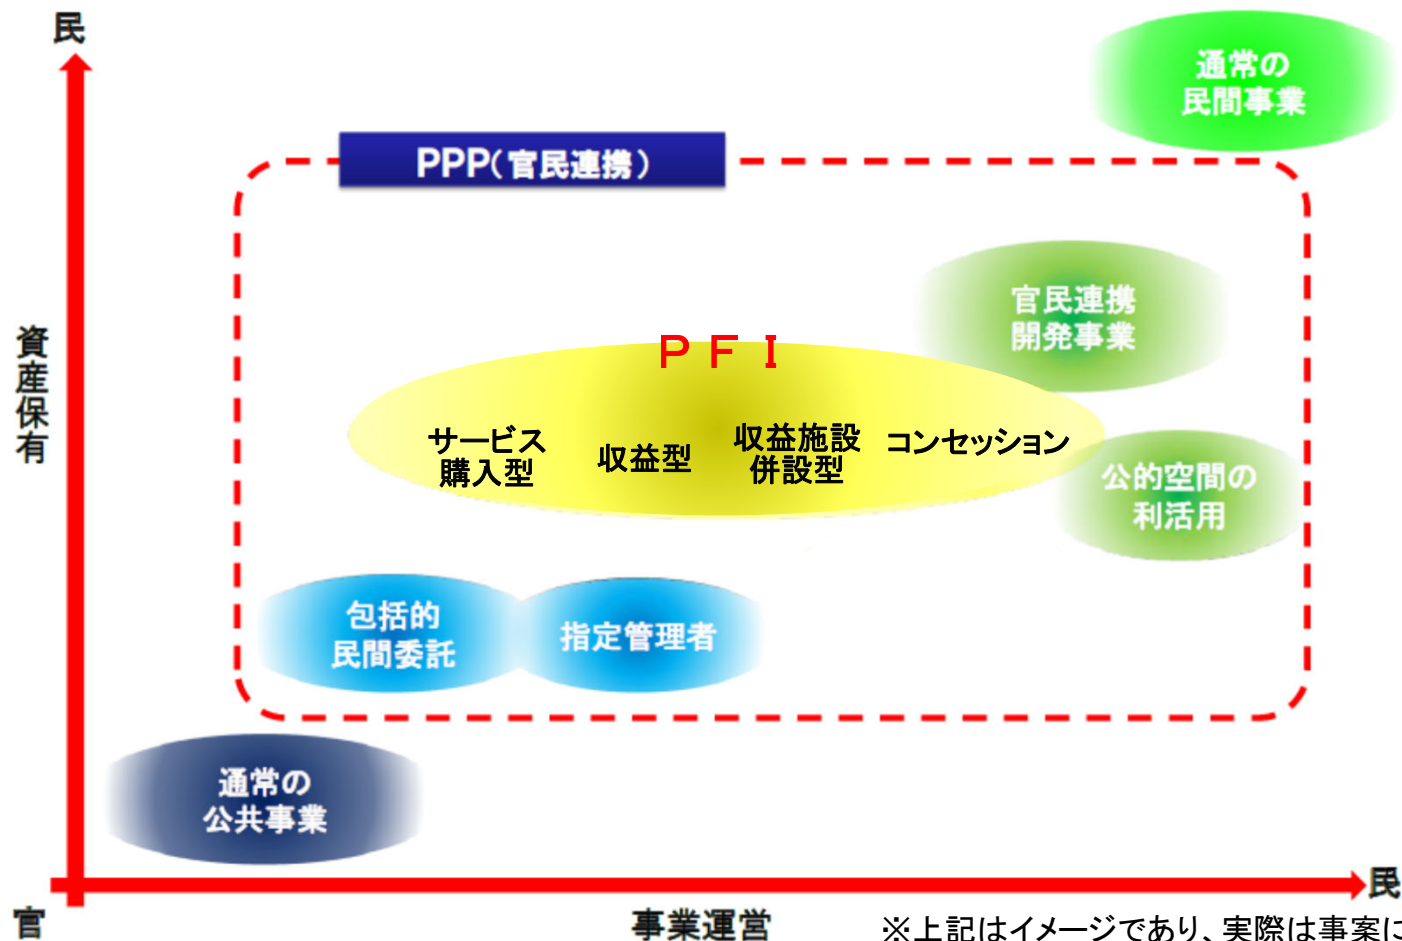 民
通常の
民間事業
PPP(官民連携)
官民連携
開発事業
資産保有
PFI
サービス
購入型
収益型
収益施設
併設型
コンセッション
公的空間の
利活用
包括的
民間委託
指定管理者
通常の
公共事業
民
官
事業運営
※上記はイメージであり、実際は事案に